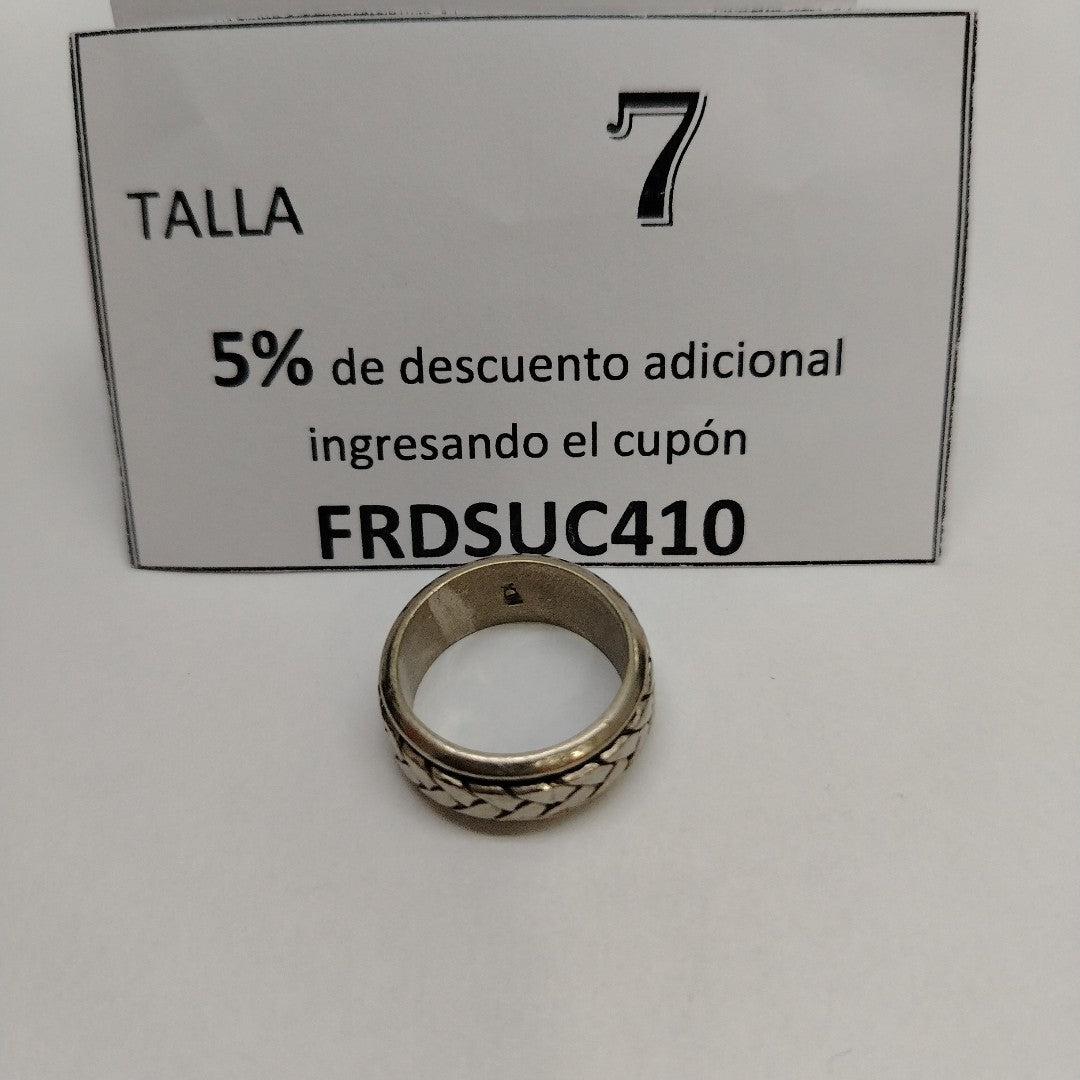 TALLA 7
5% de descuento adicional
ingresando el cupón
FRDSUC410